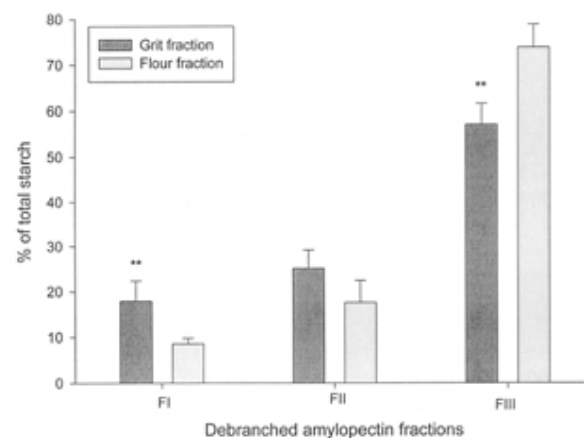 80
70
60
50
40
30
20
10
0
% of total starch
Grit fraction
Flour fraction
**
**
FI
FII
FIII
Debranched amylopectin fractions